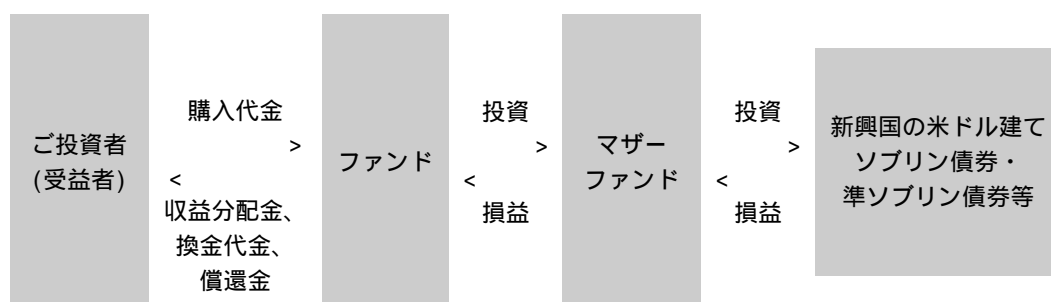 ご投資者
(受益者)
購入代金
>
<
収益分配金、
換金代金、
償還金
ファンド
投資
>
<
損益
マザー
ファンド
投資
>
<
損益
新興国の米ドル建て
ソブリン債券・
準ソブリン債券等